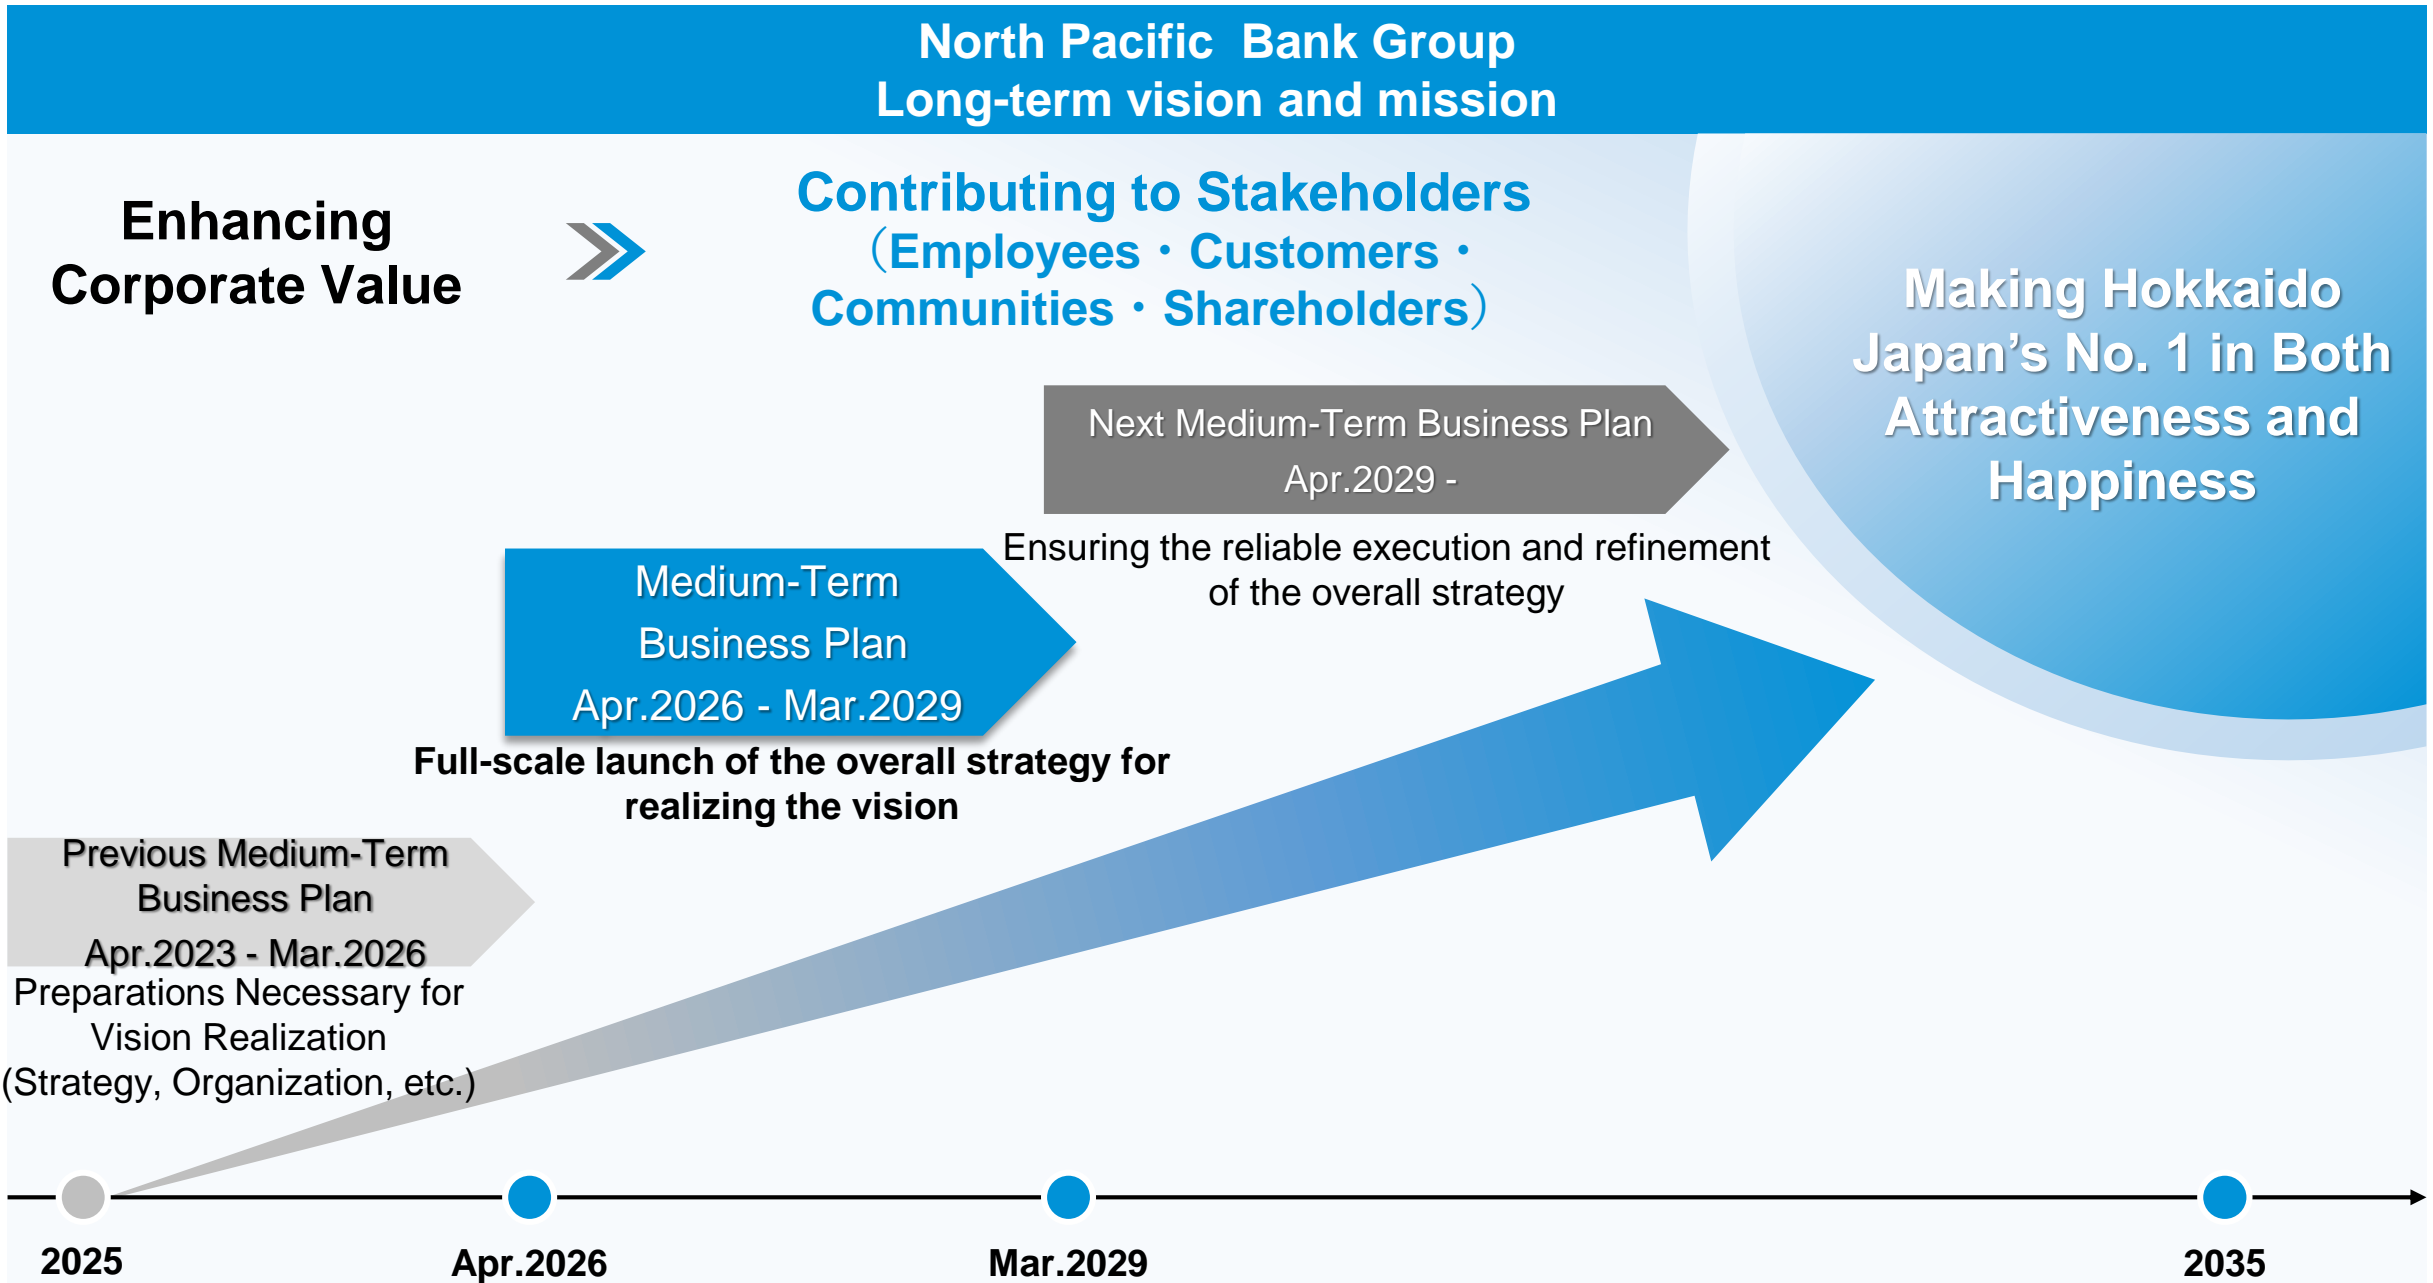 North Pacific  Bank Group
Long-term vision and mission
Enhancing
Corporate Value
Contributing to Stakeholders
（Employees・Customers・
Communities・Shareholders）
Making Hokkaido
Japan’s No. 1 in Both
Attractiveness and
Happiness
Next Medium-Term Business Plan
Apr.2029 -
Ensuring the reliable execution and refinement
of the overall strategy
Medium-Term
Business Plan
Apr.2026 - Mar.2029
Full-scale launch of the overall strategy for
realizing the vision
Previous Medium-Term
Business Plan
Apr.2023 - Mar.2026
Preparations Necessary for
Vision Realization
(Strategy, Organization, etc.)
2025
Apr.2026
Mar.2029
2035